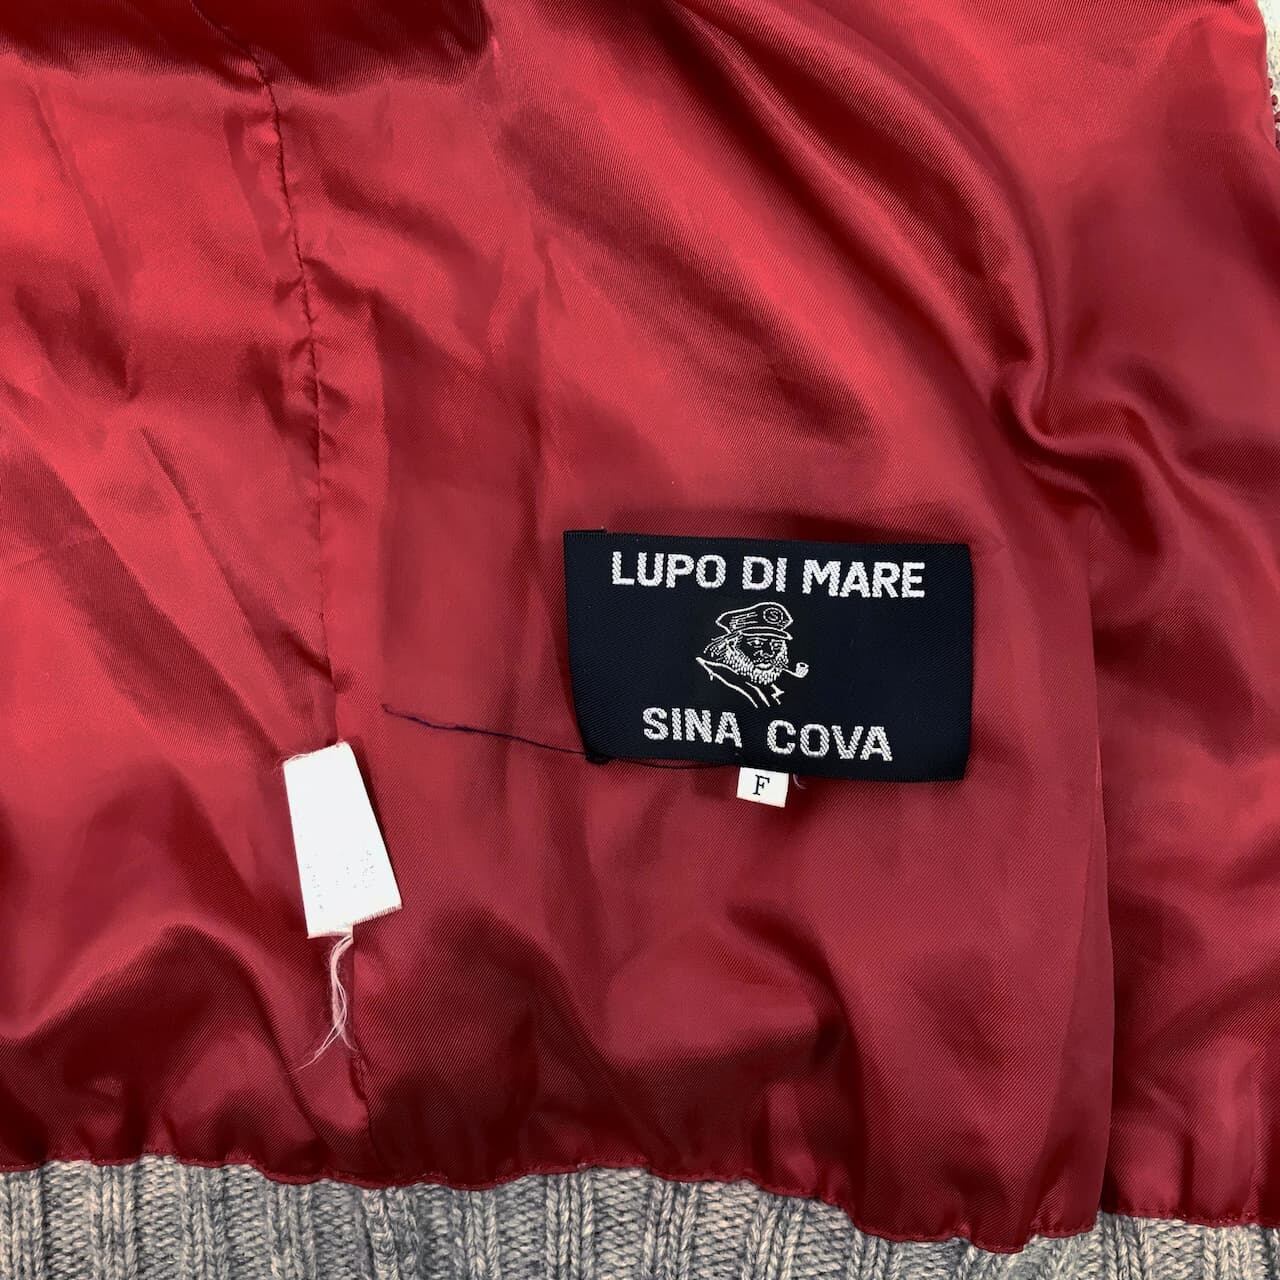 LUPO DI MARE
S
SINA COVA
F